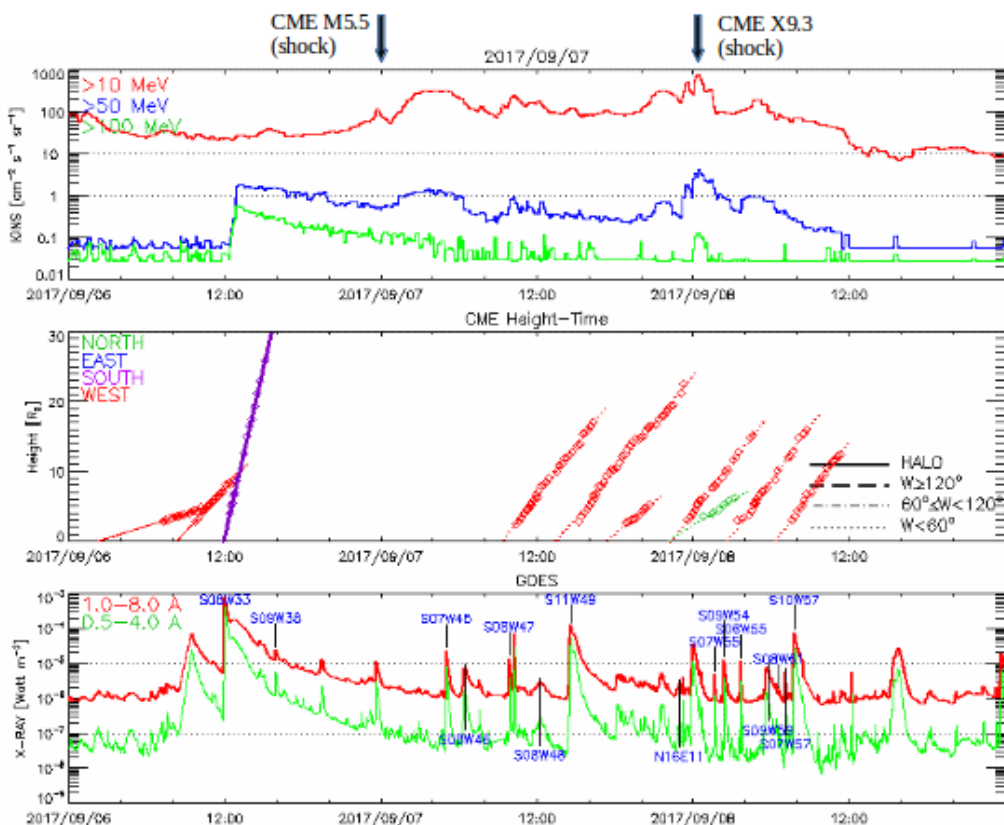 CME M5.5
(shock)
CME X9.3
(shock)
2017/09/07
>10 MeV
>50 MeV
>100 MeV
IONS [cm⁻² s⁻¹ sr⁻¹]
1000
100
10
1
0.1
0.01
2017/09/06 12:00 2017/09/07 12:00 2017/09/08 12:00
CME Height-Time
NORTH
EAST
SOUTH
WEST
Height [R
30
20
10
0
HALO
W≥120°
60°≤W<120°
W<60°
2017/09/06 12:00 2017/09/07 12:00 2017/09/08 12:00
GOES
1.0-8.0 A
0.5-4.0 A
X-RAY [Watt m⁻²]
10⁻³
10⁻⁴
10⁻⁵
10⁻⁶
10⁻⁷
10⁻⁸
10⁻⁹
S08W33
S09W38
S07W46
S08W47
S08W48
S11W49
N16E11
S09W54
S07W55
S10W57
S07W57
2017/09/06 12:00 2017/09/07 12:00 2017/09/08 12:00